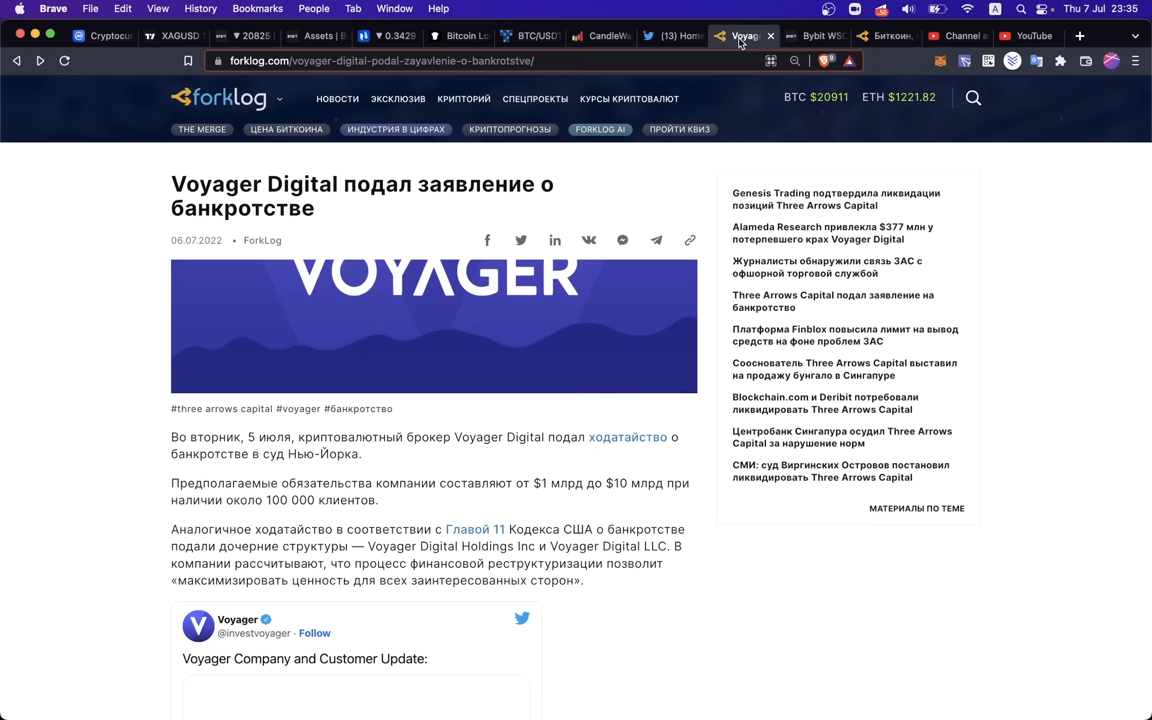 Brave File Edit View History Bookmarks People Tab Window Help Thu 7 Jul 23:35
Cryptocur XAGUSD ▼ 20825 Assets | B ▼ 0.3429 Bitcoin Lo BTC/USDT CandleWa (13) Home Voyag Bybit WSO Биткоин, Channel a YouTube
forklog.com/voyager-digital-podal-zayavlenie-o-bankrotstve/
forklog НОВОСТИ ЭКСКЛЮЗИВ КРИПТОРИЙ СПЕЦПРОЕКТЫ КУРСЫ КРИПТОВАЛЮТ BTC $20911 ETH $1221.82
THE MERGE ЦЕНА БИТКОИНА ИНДУСТРИЯ В ЦИФРАХ КРИПТОПРОГНОЗЫ FORKLOG AI ПРОЙТИ КВИЗ
Voyager Digital подал заявление о
банкротстве
06.07.2022 • ForkLog
VOYAGER
#three arrows capital #voyager #банкротство
Во вторник, 5 июля, криптовалютный брокер Voyager Digital подал ходатайство о
банкротстве в суд Нью-Йорка.
Предполагаемые обязательства компании составляют от $1 млрд до $10 млрд при
наличии около 100 000 клиентов.
Аналогичное ходатайство в соответствии с Главой 11 Кодекса США о банкротстве
подали дочерние структуры — Voyager Digital Holdings Inc и Voyager Digital LLC. В
компании рассчитывают, что процесс финансовой реструктуризации позволит
«максимизировать ценность для всех заинтересованных сторон».
Voyager
@investvoyager · Follow
Voyager Company and Customer Update:
Genesis Trading подтвердила ликвидации
позиций Three Arrows Capital
Alameda Research привлекла $377 млн у
потерпевшего крах Voyager Digital
Журналисты обнаружили связь 3AC с
офшорной торговой службой
Three Arrows Capital подал заявление на
банкротство
Платформа Finblox повысила лимит на вывод
средств на фоне проблем 3AC
Сооснователь Three Arrows Capital выставил
на продажу бунгало в Сингапуре
Blockchain.com и Deribit потребовали
ликвидировать Three Arrows Capital
Центробанк Сингапура осудил Three Arrows
Capital за нарушение норм
СМИ: суд Виргинских Островов постановил
ликвидировать Three Arrows Capital
МАТЕРИАЛЫ ПО ТЕМЕ